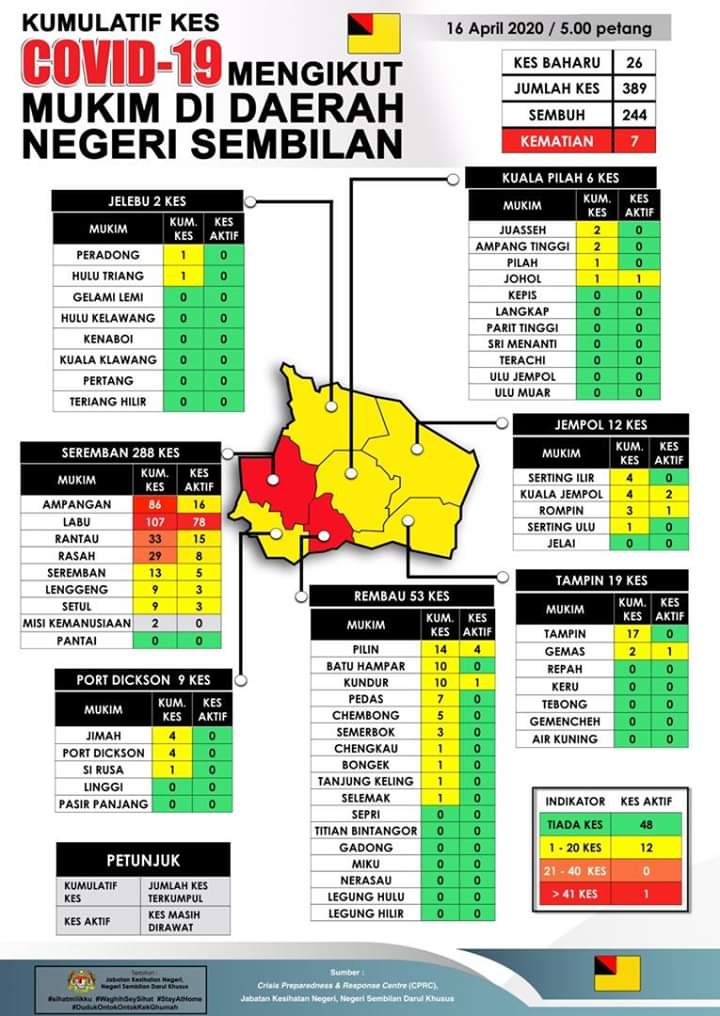 KUMULATIF KES
COVID-19 MENGIKUT
MUKIM DI DAERAH
NEGERI SEMBILAN
16 April 2020 / 5.00 petang
KES BAHARU 26
JUMLAH KES 389
SEMBUH 244
KEMATIAN 7
JELEBU 2 KES
MUKIM KUM. KES KES AKTIF
PERADONG 1 0
HULU TRIANG 1 0
GELAMI LEMI 0 0
HULU KELAWANG 0 0
KENABOI 0 0
KUALA KLAWANG 0 0
PERTANG 0 0
TERIANG HILIR 0 0
KUALA PILAH 6 KES
MUKIM KUM. KES KES AKTIF
JUASSEH 2 0
AMPANG TINGGI 2 0
PILAH 1 0
JOHOL 1 1
KEPIS 0 0
LANGKAP 0 0
PARIT TINGGI 0 0
SRI MENANTI 0 0
TERACHI 0 0
ULU JEMPOL 0 0
ULU MUAR 0 0
SEREMBAN 288 KES
MUKIM KUM. KES KES AKTIF
AMPANGAN 86 16
LABU 107 78
RANTAU 33 15
RASAH 29 8
SEREMBAN 13 5
LENGGENG 9 3
SETUL 9 3
MISI KEMANUSIAAN 2 0
PANTAI 0 0
JEMPOL 12 KES
MUKIM KUM. KES KES AKTIF
SERTING ILIR 4 0
KUALA JEMPOL 4 2
ROMPIN 3 1
SERTING ULU 1 0
JELAI 0 0
PORT DICKSON 9 KES
MUKIM KUM. KES KES AKTIF
JIMAH 4 0
PORT DICKSON 4 0
SI RUSA 1 0
LINGGI 0 0
PASIR PANJANG 0 0
REMBAU 53 KES
MUKIM KUM. KES KES AKTIF
PILIN 14 4
BATU HAMPAR 10 0
KUNDUR 10 1
PEDAS 7 0
CHEMBONG 5 0
SEMERBOK 3 0
CHENGKAU 1 0
BONGEK 1 0
TANJUNG KELING 1 0
SELEMAK 1 0
SEPRI 0 0
TITIAN BINTANGOR 0 0
GADONG 0 0
MIKU 0 0
NERASAU 0 0
LEGUNG HULU 0 0
LEGUNG HILIR 0 0
TAMPIN 19 KES
MUKIM KUM. KES KES AKTIF
TAMPIN 17 0
GEMAS 2 1
REPAH 0 0
KERU 0 0
TEBONG 0 0
GEMENCHEH 0 0
AIR KUNING 0 0
INDIKATOR KES AKTIF
TIADA KES 48
1 - 20 KES 12
21 - 40 KES 0
> 41 KES 1
PETUNJUK
KUMULATIF KES JUMLAH KES TERKUMPUL
KES AKTIF KES MASIH DIRAWAT
Terbitan :
Jabatan Kesihatan Negeri,
Negeri Sembilan Darul Khusus
#sihatmilikku #WaghihSeySihat #StayAtHome
#DudukOntokOntokKekGhumah
Sumber :
Crisis Preparedness & Response Centre (CPRC),
Jabatan Kesihatan Negeri, Negeri Sembilan Darul Khusus